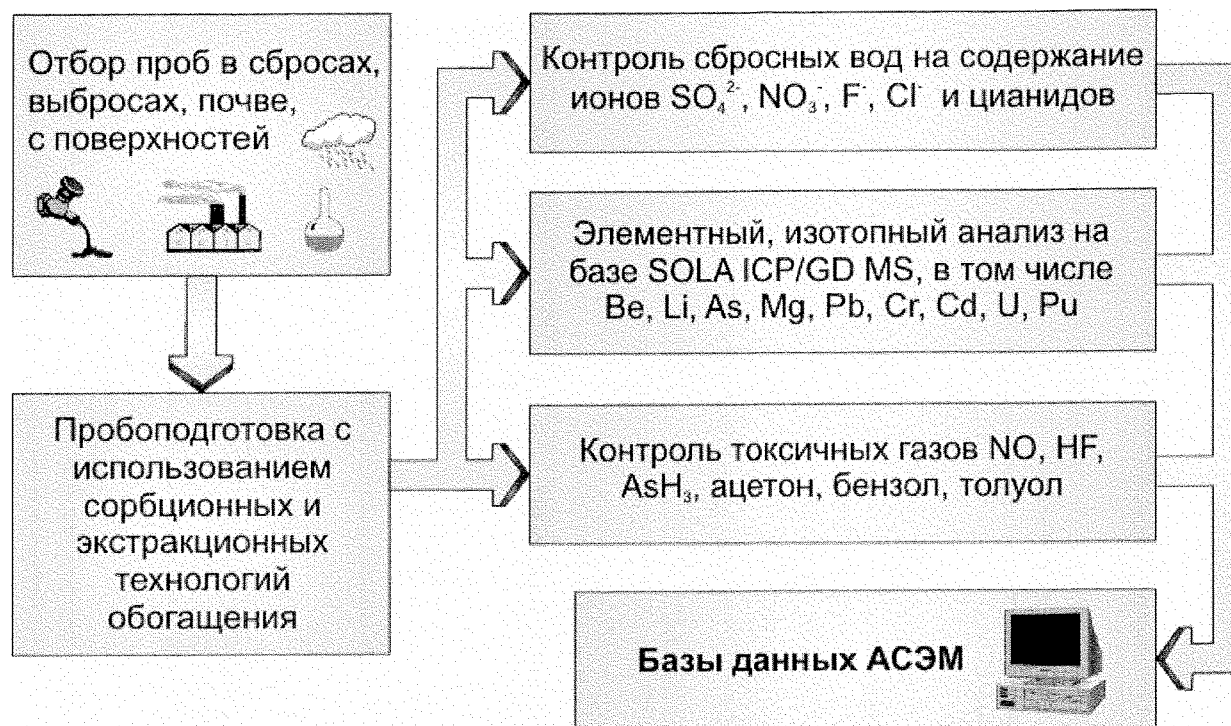 Отбор проб в сбросах,
выбросах, почве,
с поверхностей
Пробоподготовка с
использованием
сорбционных и
экстракционных
технологий
обогащения
Контроль сбросных вод на содержание
ионов SO₄²⁻, NO₃⁻, F⁻, Cl⁻ и цианидов
Элементный, изотопный анализ на
базе SOLA ICP/GD MS, в том числе
Be, Li, As, Mg, Pb, Cr, Cd, U, Pu
Контроль токсичных газов NO, HF,
AsH₃, ацетон, бензол, толуол
Базы данных АСЭМ